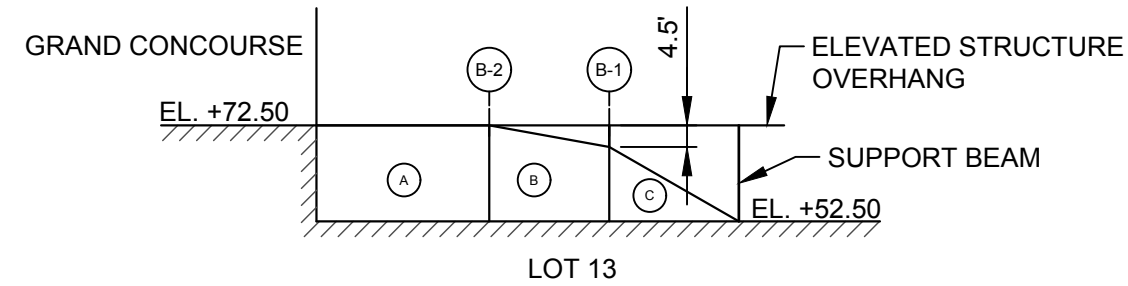 GRAND CONCOURSE
B-2
B-1
4.5'
ELEVATED STRUCTURE
OVERHANG
EL. +72.50
SUPPORT BEAM
A
B
C
EL. +52.50
LOT 13